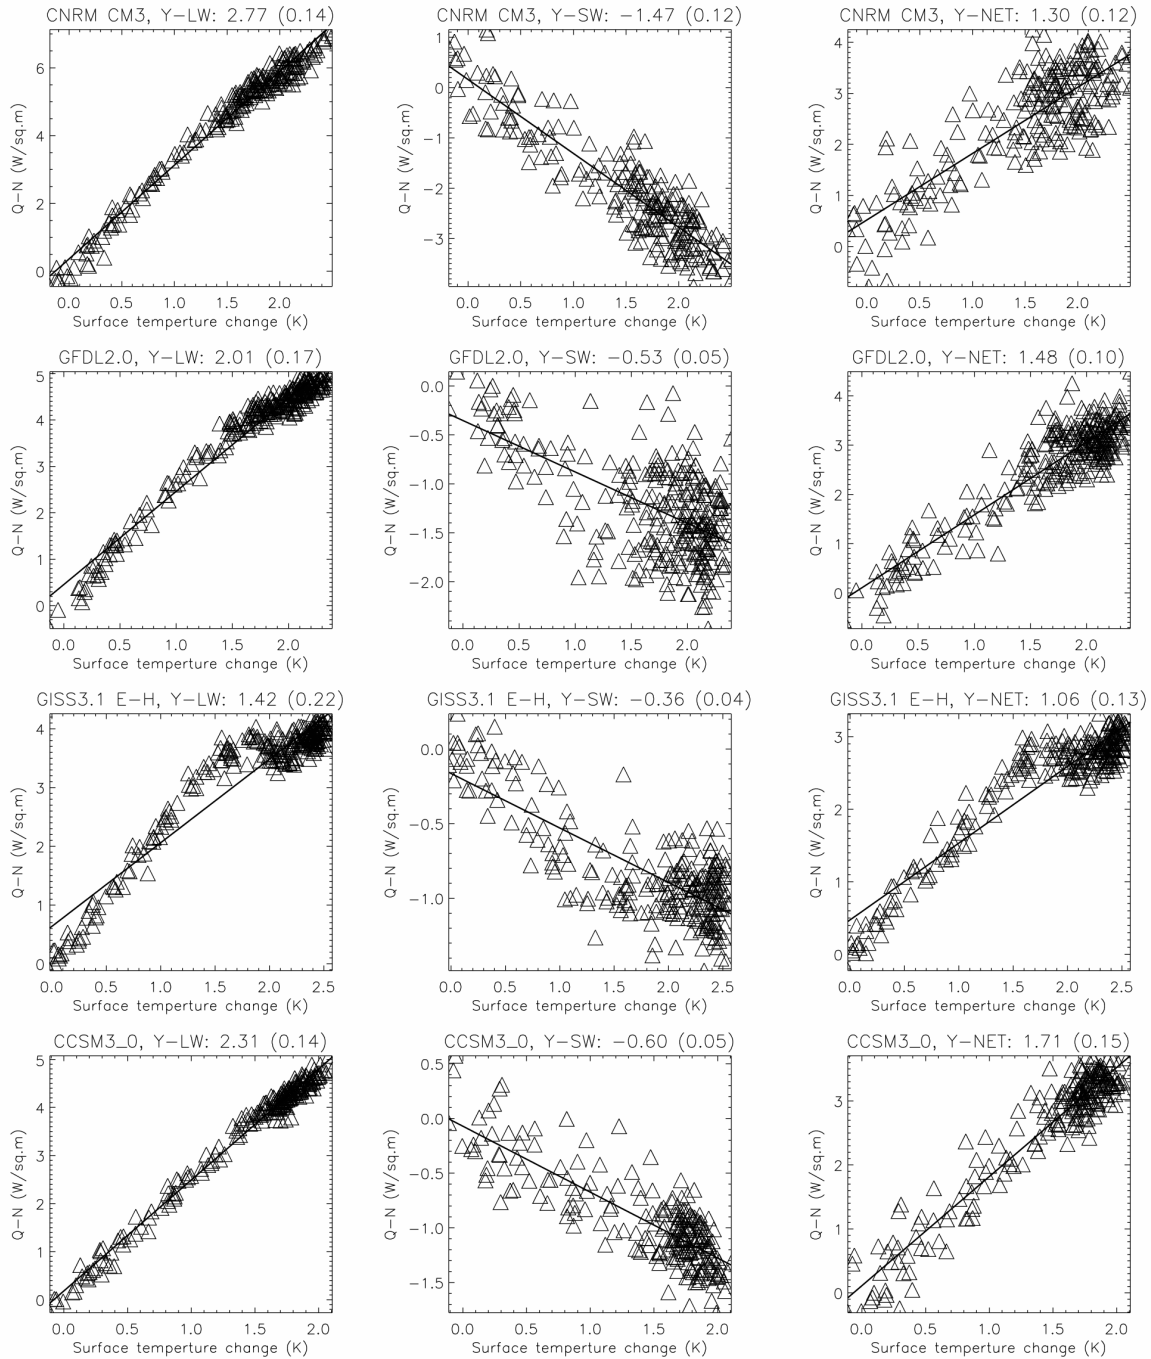 CNRM CM3, Y-LW: 2.77 (0.14)
Q-N (W/sq.m)
6
4
2
0
0.0 0.5 1.0 1.5 2.0
Surface temperture change (K)
CNRM CM3, Y-SW: -1.47 (0.12)
Q-N (W/sq.m)
1
0
-1
-2
-3
0.0 0.5 1.0 1.5 2.0
Surface temperture change (K)
CNRM CM3, Y-NET: 1.30 (0.12)
Q-N (W/sq.m)
4
3
2
1
0
0.0 0.5 1.0 1.5 2.0
Surface temperture change (K)
GFDL2.0, Y-LW: 2.01 (0.17)
Q-N (W/sq.m)
5
4
3
2
1
0
0.0 0.5 1.0 1.5 2.0
Surface temperture change (K)
GFDL2.0, Y-SW: -0.53 (0.05)
Q-N (W/sq.m)
0.0
-0.5
-1.0
-1.5
-2.0
0.0 0.5 1.0 1.5 2.0
Surface temperture change (K)
GFDL2.0, Y-NET: 1.48 (0.10)
Q-N (W/sq.m)
4
3
2
1
0
0.0 0.5 1.0 1.5 2.0
Surface temperture change (K)
GISS3.1 E-H, Y-LW: 1.42 (0.22)
Q-N (W/sq.m)
4
3
2
1
0
0.0 0.5 1.0 1.5 2.0 2.5
Surface temperture change (K)
GISS3.1 E-H, Y-SW: -0.36 (0.04)
Q-N (W/sq.m)
0.0
-0.5
-1.0
0.0 0.5 1.0 1.5 2.0 2.5
Surface temperture change (K)
GISS3.1 E-H, Y-NET: 1.06 (0.13)
Q-N (W/sq.m)
3
2
1
0
0.0 0.5 1.0 1.5 2.0 2.5
Surface temperture change (K)
CCSM3_0, Y-LW: 2.31 (0.14)
Q-N (W/sq.m)
5
4
3
2
1
0
0.0 0.5 1.0 1.5 2.0
Surface temperture change (K)
CCSM3_0, Y-SW: -0.60 (0.05)
Q-N (W/sq.m)
0.5
0.0
-0.5
-1.0
-1.5
0.0 0.5 1.0 1.5 2.0
Surface temperture change (K)
CCSM3_0, Y-NET: 1.71 (0.15)
Q-N (W/sq.m)
3
2
1
0
0.0 0.5 1.0 1.5 2.0
Surface temperture change (K)